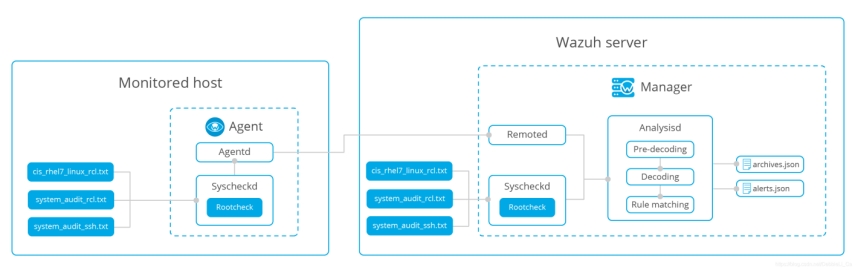 Wazuh server
Monitored host
Manager
Agent
Agentd
cis_rhel7_linux_rcl.txt
system_audit_rcl.txt
system_audit_ssh.txt
Syscheckd
Rootcheck
Remoted
cis_rhel7_linux_rcl.txt
system_audit_rcl.txt
system_audit_ssh.txt
Syscheckd
Rootcheck
Analysisd
Pre-decoding
Decoding
Rule matching
archives.json
alerts.json